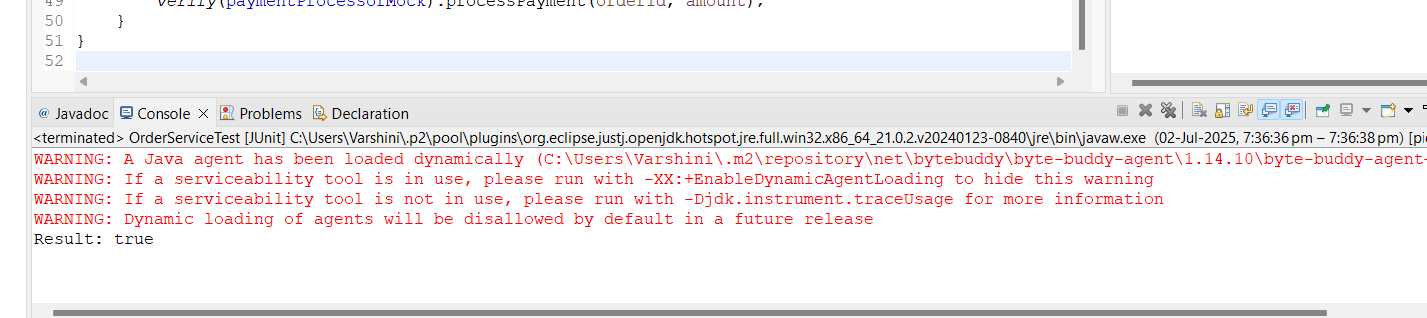 49 verify(paymentProcessorMock).processPayment(orderId, amount);
50 }
51 }
52
@ Javadoc Console Problems Declaration
<terminated> OrderServiceTest [JUnit] C:\Users\Varshini\.p2\pool\plugins\org.eclipse.justj.openjdk.hotspot.jre.full.win32.x86_64_21.0.2.v20240123-0840\jre\bin\javaw.exe (02-Jul-2025, 7:36:36 pm – 7:36:38 pm) [pi
WARNING: A Java agent has been loaded dynamically (C:\Users\Varshini\.m2\repository\net\bytebuddy\byte-buddy-agent\1.14.10\byte-buddy-agent-
WARNING: If a serviceability tool is in use, please run with -XX:+EnableDynamicAgentLoading to hide this warning
WARNING: If a serviceability tool is not in use, please run with -Djdk.instrument.traceUsage for more information
WARNING: Dynamic loading of agents will be disallowed by default in a future release
Result: true